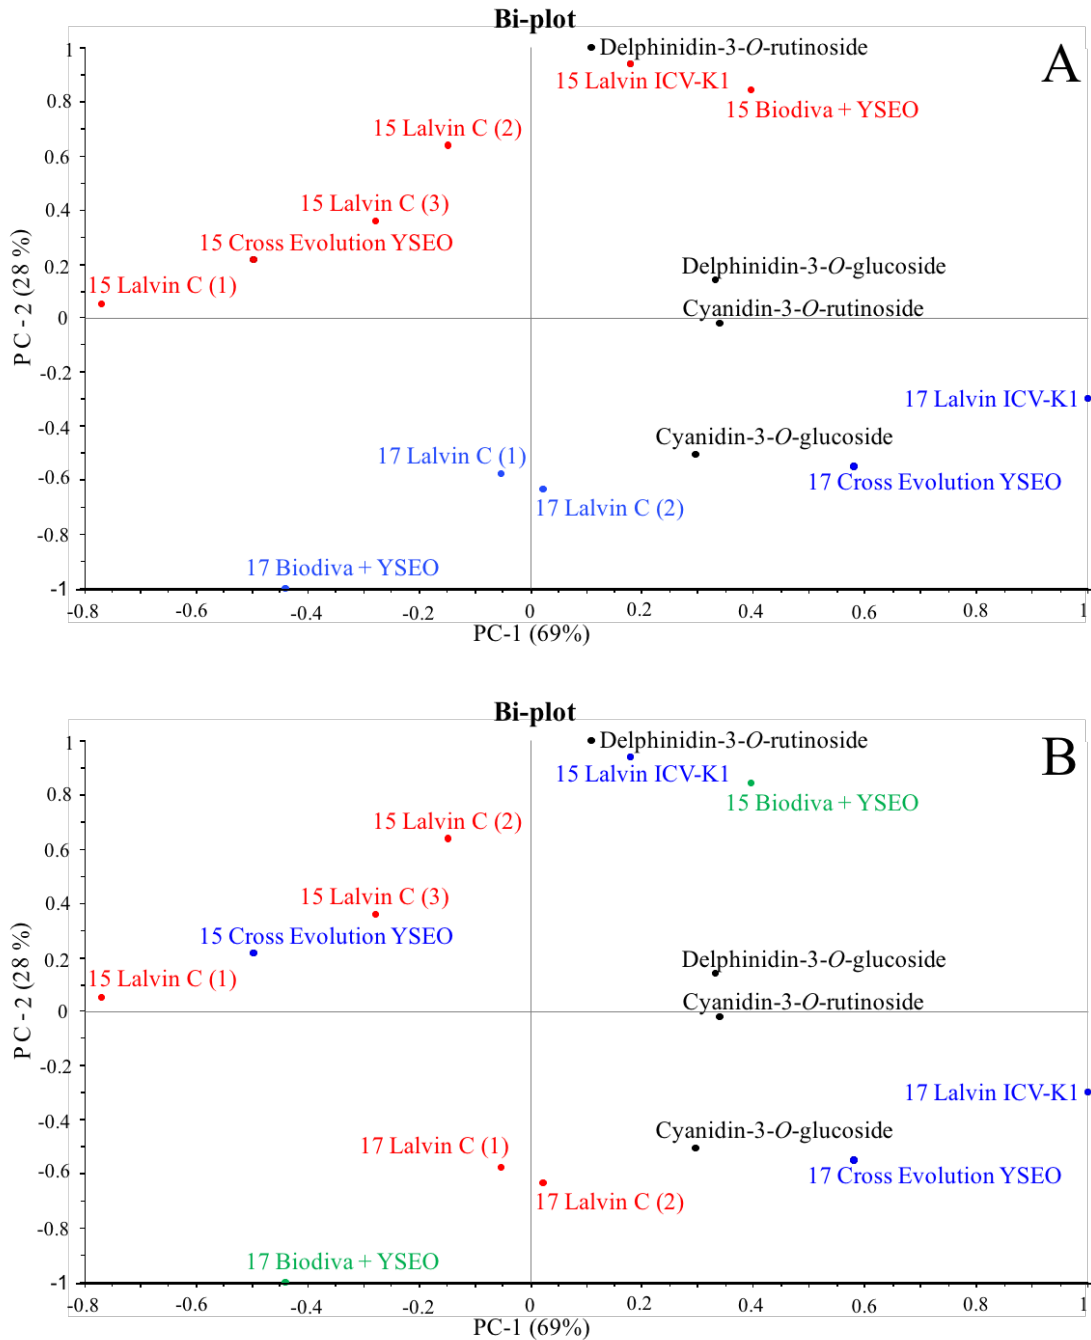 Bi-plot
A
1
0.8
0.6
0.4
0.2
0
-0.2
-0.4
-0.6
-0.8
-1
PC - 2 (28 %)
Delphinidin-3-O-rutinoside
15 Lalvin ICV-K1
15 Biodiva + YSEO
15 Lalvin C (2)
15 Lalvin C (3)
15 Cross Evolution YSEO
15 Lalvin C (1)
Delphinidin-3-O-glucoside
Cyanidin-3-O-rutinoside
17 Lalvin ICV-K1
Cyanidin-3-O-glucoside
17 Lalvin C (1)
17 Cross Evolution YSEO
17 Lalvin C (2)
17 Biodiva + YSEO
-0.8 -0.6 -0.4 -0.2 0 0.2 0.4 0.6 0.8 1
PC-1 (69%)
Bi-plot
B
1
0.8
0.6
0.4
0.2
0
-0.2
-0.4
-0.6
-0.8
-1
PC - 2 (28 %)
Delphinidin-3-O-rutinoside
15 Lalvin ICV-K1
15 Biodiva + YSEO
15 Lalvin C (2)
15 Lalvin C (3)
15 Cross Evolution YSEO
15 Lalvin C (1)
Delphinidin-3-O-glucoside
Cyanidin-3-O-rutinoside
17 Lalvin ICV-K1
Cyanidin-3-O-glucoside
17 Lalvin C (1)
17 Cross Evolution YSEO
17 Lalvin C (2)
17 Biodiva + YSEO
-0.8 -0.6 -0.4 -0.2 0 0.2 0.4 0.6 0.8 1
PC-1 (69%)